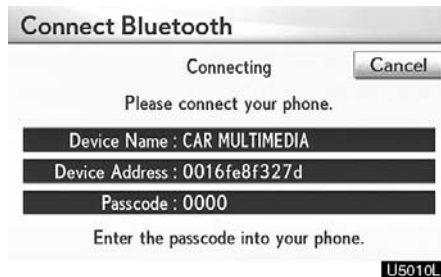 Connect Bluetooth
Connecting
Cancel
Please connect your phone.
Device Name : CAR MULTIMEDIA
Device Address : 0016fe8f327d
Passcode : 0000
Enter the passcode into your phone.
U5010L